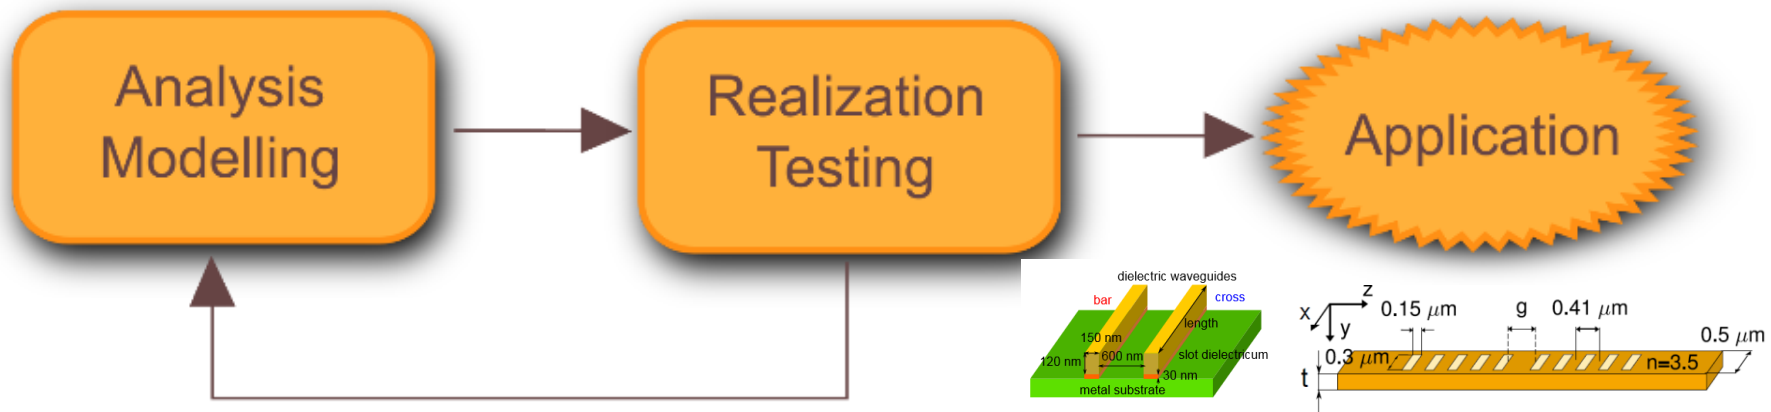 Analysis
Modelling
Realization
Testing
Application
dielectric waveguides
bar
cross
length
150 nm
120 nm
600 nm
slot dielectricum
30 nm
metal substrate
z
x
y
0.15 μm
g
0.41 μm
0.5 μm
0.3 μm
n=3.5
t